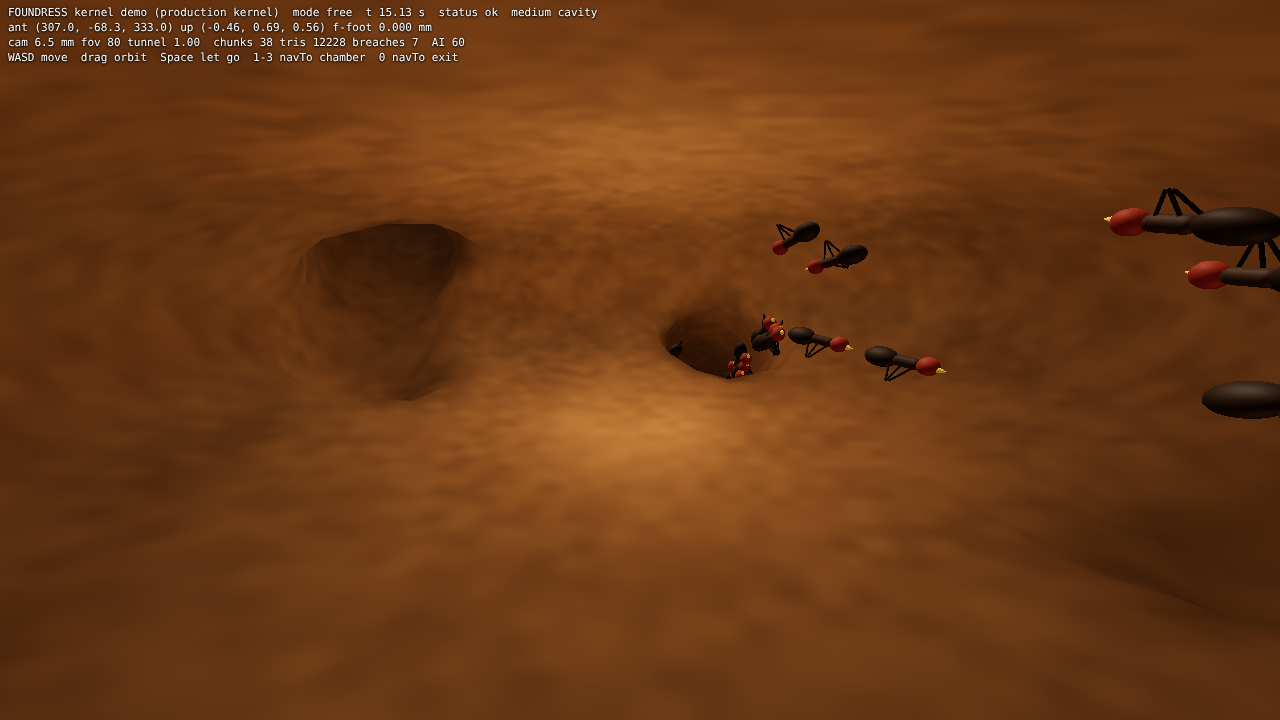 FOUNDRESS kernel demo (production kernel)  mode free  t 15.13 s  status ok  medium cavity
ant (307.0, -68.3, 333.0) up (-0.46, 0.69, 0.56) f-foot 0.000 mm
cam 6.5 mm fov 80 tunnel 1.00  chunks 38 tris 12228 breaches 7  AI 60
WASD move  drag orbit  Space let go  1-3 navTo chamber  0 navTo exit